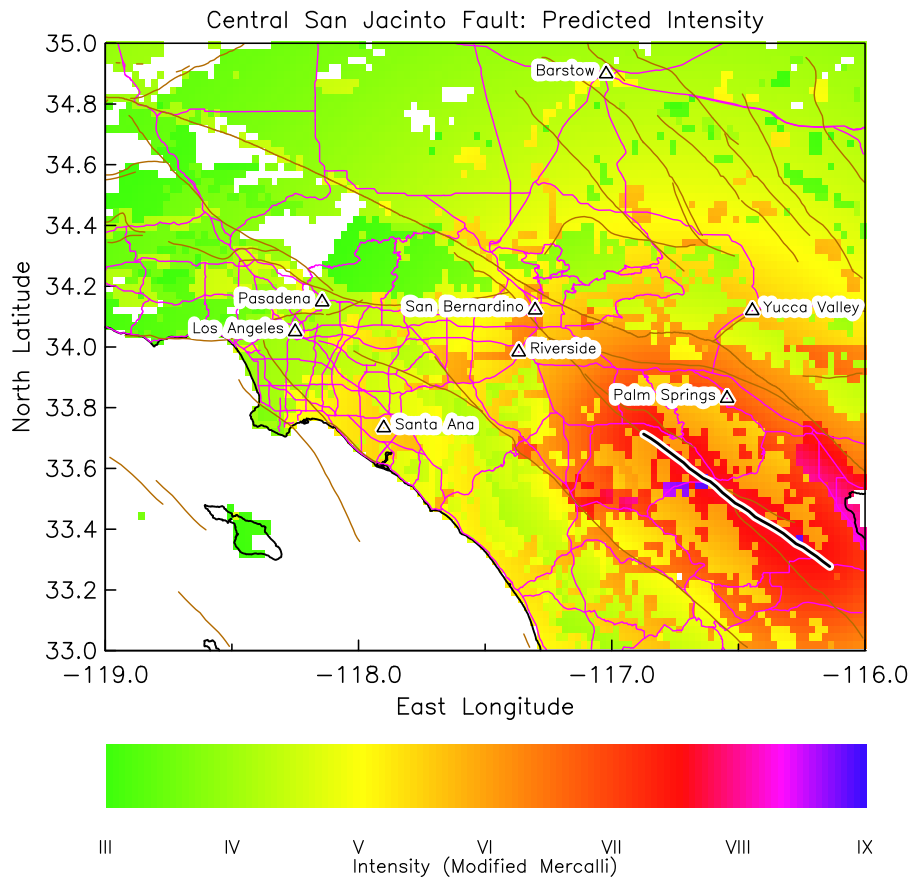 Central San Jacinto Fault: Predicted Intensity
35.0
34.8
34.6
34.4
34.2
34.0
33.8
33.6
33.4
33.2
33.0
North Latitude
Barstow
Pasadena
San Bernardino
Yucca Valley
Los Angeles
Riverside
Palm Springs
Santa Ana
−119.0 −118.0 −117.0 −116.0
East Longitude
III IV V VI VII VIII IX
Intensity (Modified Mercalli)